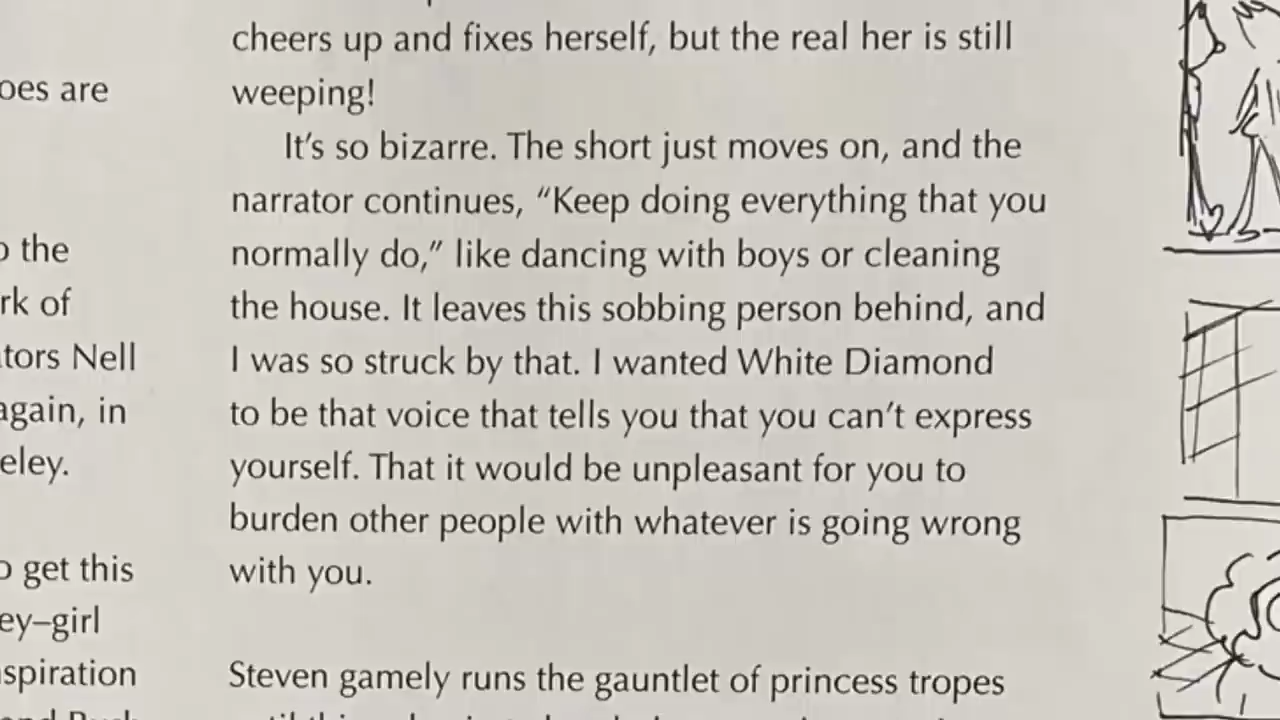 oes are
the
rk of
tors Nell
again, in
eley.
get this
ey–girl
spiration
cheers up and fixes herself, but the real her is still
weeping!
It's so bizarre. The short just moves on, and the
narrator continues, “Keep doing everything that you
normally do,” like dancing with boys or cleaning
the house. It leaves this sobbing person behind, and
I was so struck by that. I wanted White Diamond
to be that voice that tells you that you can't express
yourself. That it would be unpleasant for you to
burden other people with whatever is going wrong
with you.
Steven gamely runs the gauntlet of princess tropes